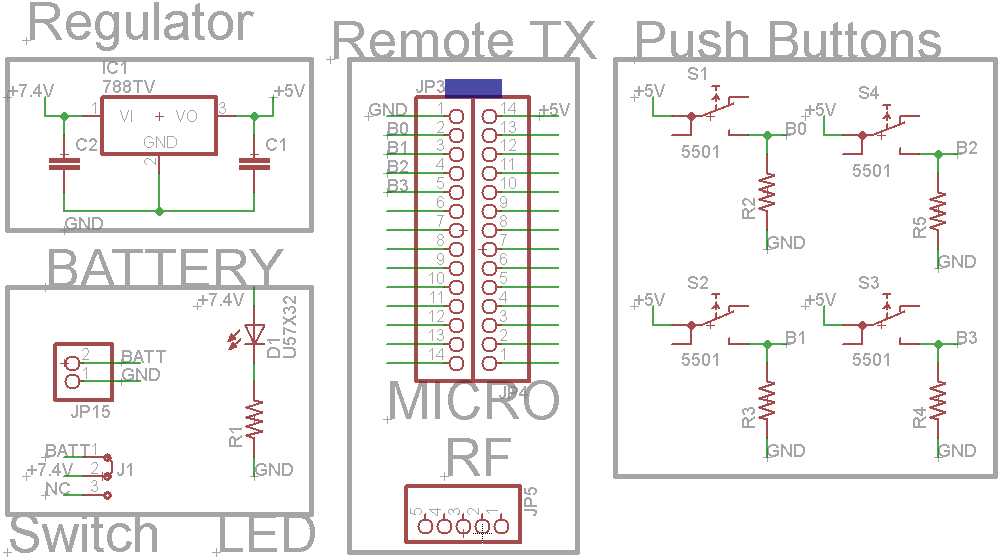 Regulator
IC1
788TV
+7.4V
1
VI
VO
3
+5V
GND
2
C2
C1
GND
BATTERY
+7.4V
D1
U57X32
2
BATT
1
GND
JP15
R1
GND
BATT
1
+7.4V
2
J1
NC
3
Switch
LED
Remote TX
JP3
GND
1
14
+5V
B0
2
13
B1
3
12
B2
4
11
B3
5
10
6
9
7
8
8
7
9
6
10
5
11
4
12
3
13
2
14
1
JP4
MICRO
RF
5
4
3
2
1
JP5
Push Buttons
S1
+5V
5501
B0
R2
GND
S4
+5V
5501
B2
R5
GND
S2
+5V
5501
B1
R3
GND
S3
+5V
5501
B3
R4
GND